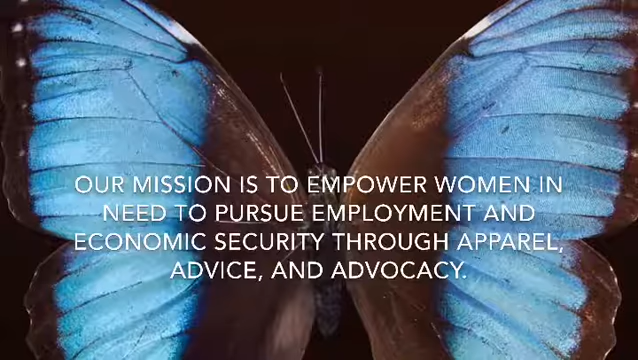 OUR MISSION IS TO EMPOWER WOMEN IN
NEED TO PURSUE EMPLOYMENT AND
ECONOMIC SECURITY THROUGH APPAREL,
ADVICE, AND ADVOCACY.